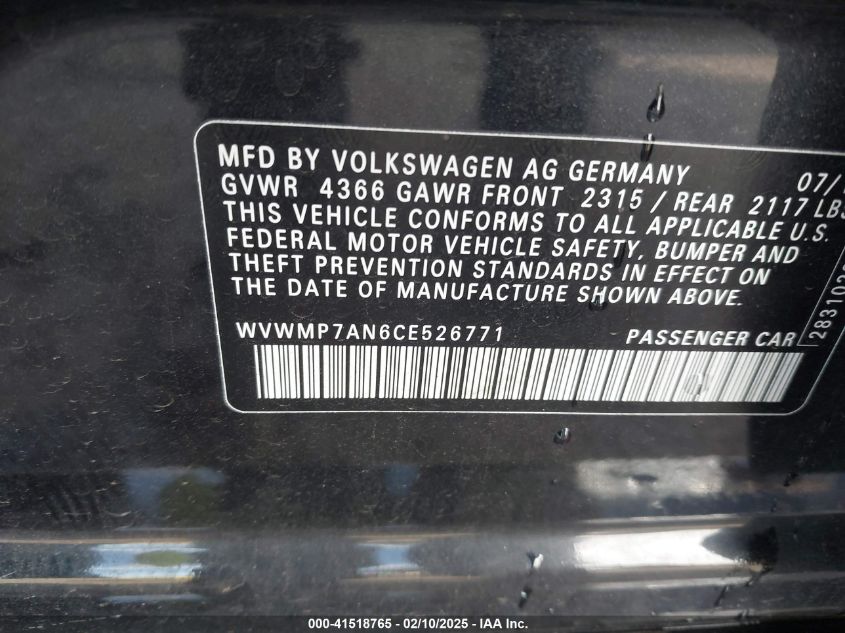 MFD BY VOLKSWAGEN AG GERMANY 07/
GVWR 4366 GAWR FRONT 2315 / REAR 2117 LBS
THIS VEHICLE CONFORMS TO ALL APPLICABLE U.S.
FEDERAL MOTOR VEHICLE SAFETY, BUMPER AND
THEFT PREVENTION STANDARDS IN EFFECT ON
THE DATE OF MANUFACTURE SHOWN ABOVE.
WVWMP7AN6CE526771 PASSENGER CAR
000-41518765 - 02/10/2025 - IAA Inc.